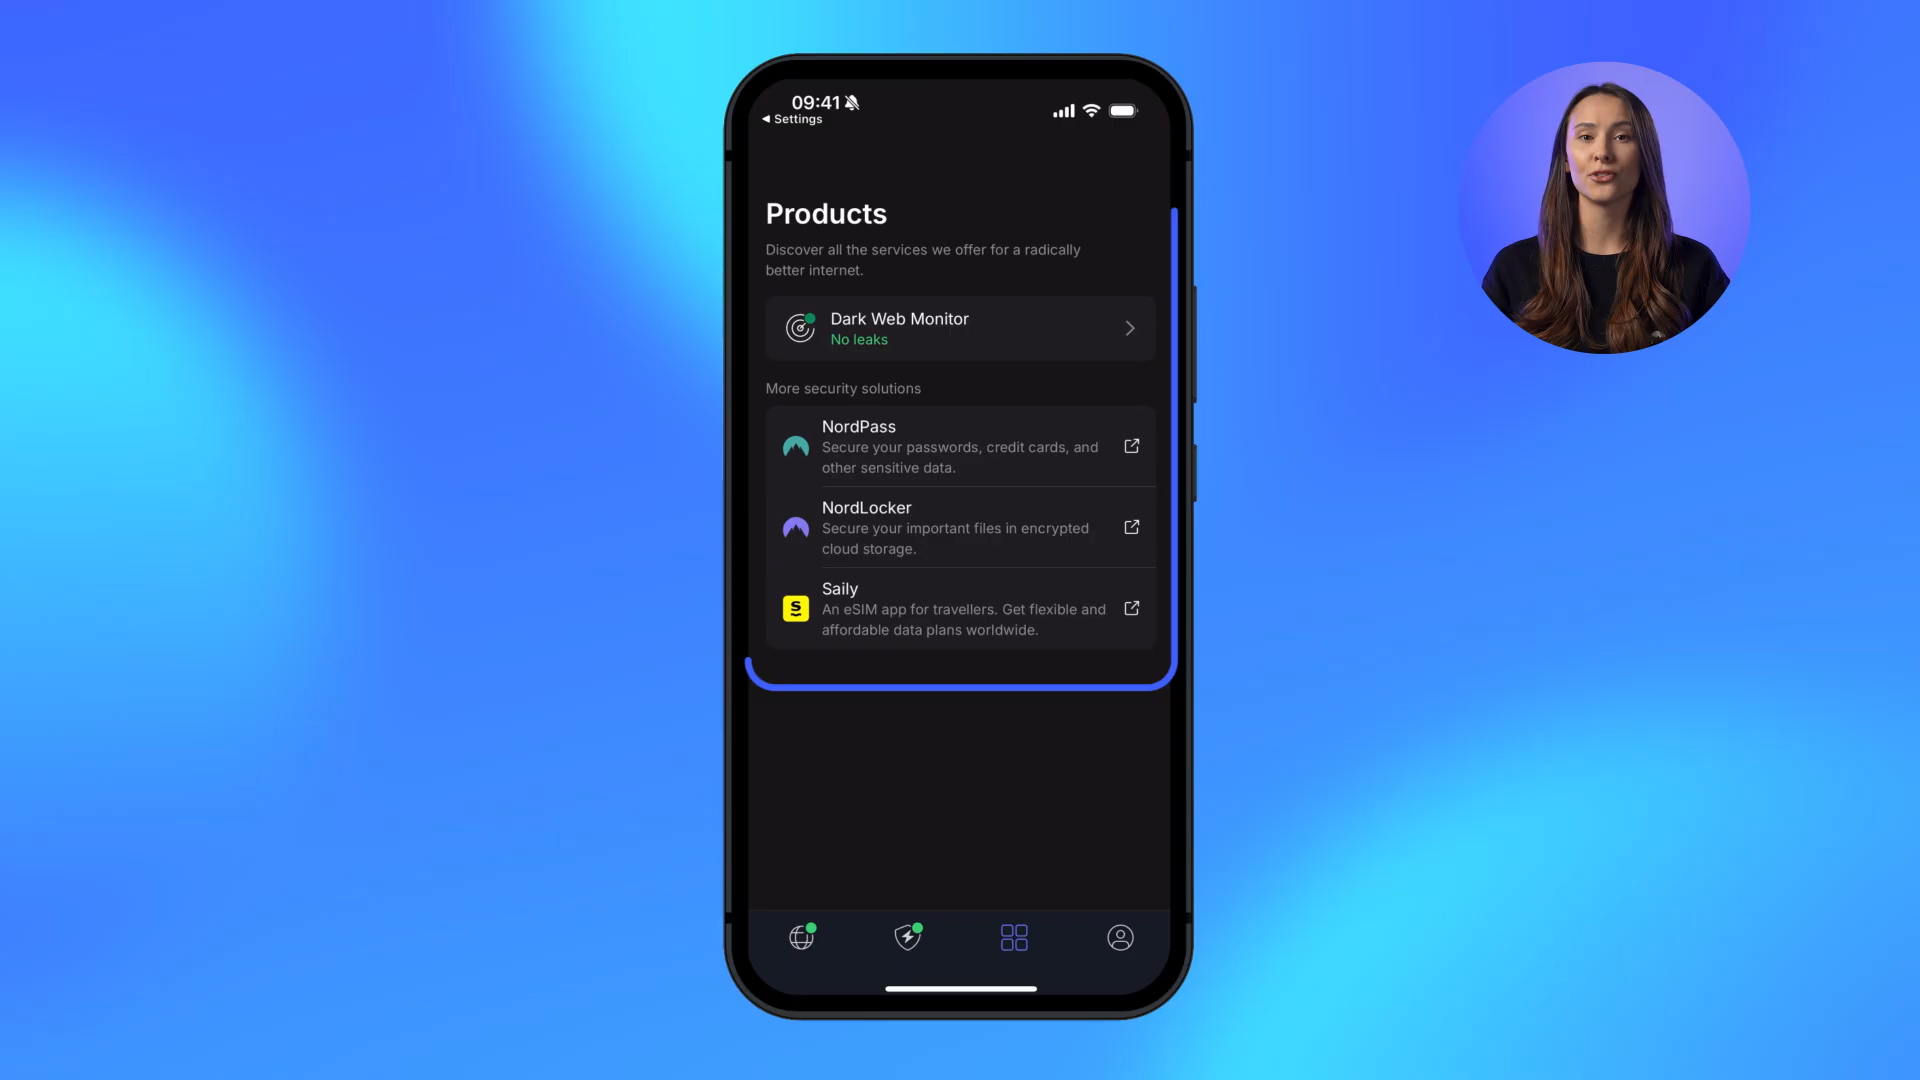 09:41
◀ Settings
Products
Discover all the services we offer for a radically
better internet.
Dark Web Monitor
No leaks
More security solutions
NordPass
Secure your passwords, credit cards, and
other sensitive data.
NordLocker
Secure your important files in encrypted
cloud storage.
S
Saily
An eSIM app for travellers. Get flexible and
affordable data plans worldwide.